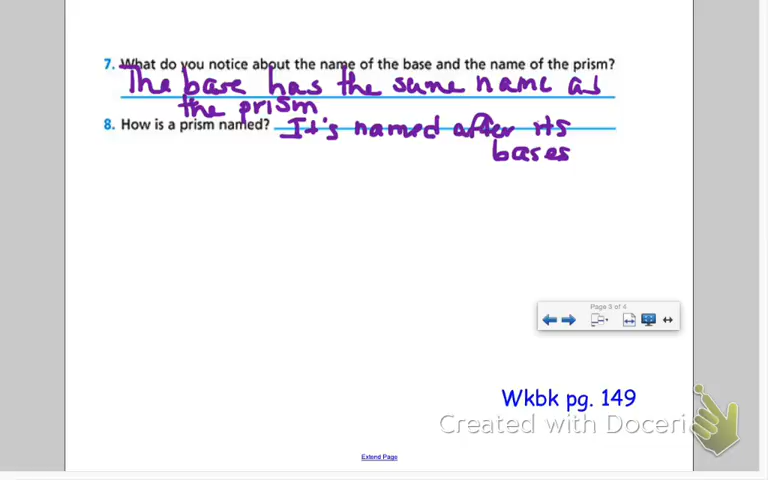 7. What do you notice about the name of the base and the name of the prism?
The base has the same name as
the prism
8. How is a prism named? It's named after its
bases
Page 3 of 4
Wkbk pg. 149
Created with Doceri
Extend Page